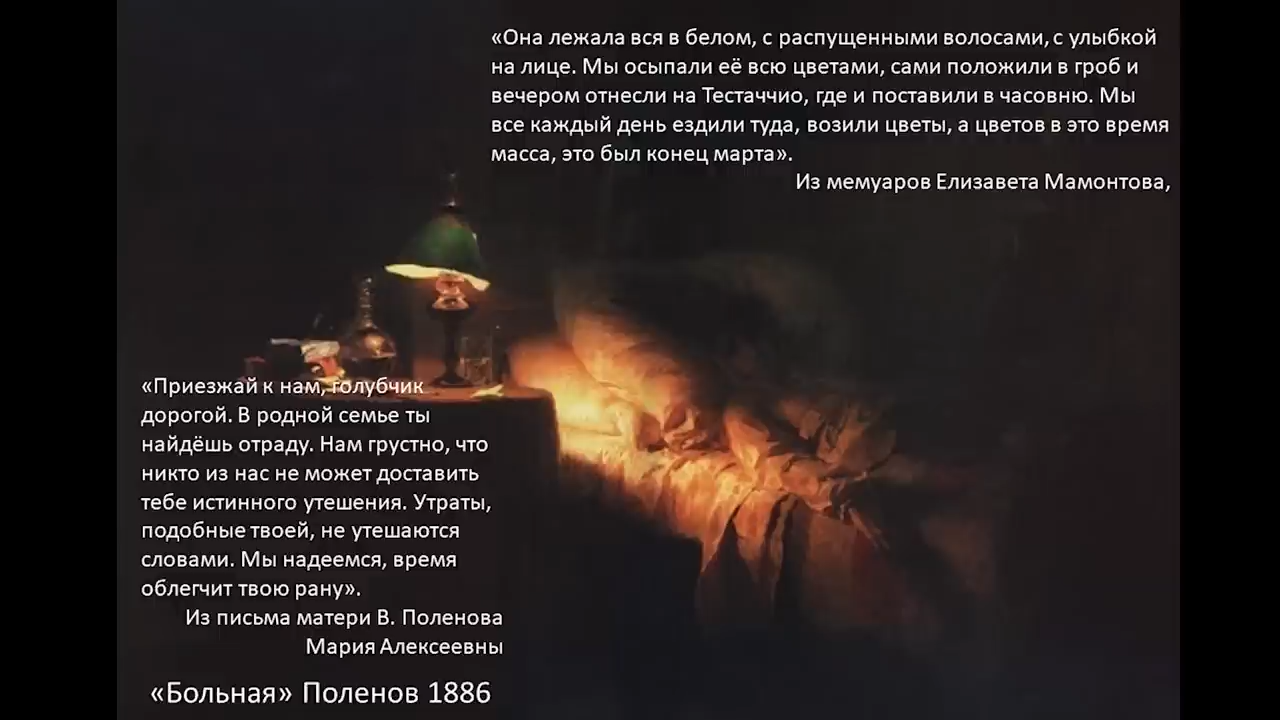 «Она лежала вся в белом, с распущенными волосами, с улыбкой
на лице. Мы осыпали её всю цветами, сами положили в гроб и
вечером отнесли на Тестаччио, где и поставили в часовню. Мы
все каждый день ездили туда, возили цветы, а цветов в это время
масса, это был конец марта».
Из мемуаров Елизавета Мамонтова,
«Приезжай к нам, голубчик
дорогой. В родной семье ты
найдёшь отраду. Нам грустно, что
никто из нас не может доставить
тебе истинного утешения. Утраты,
подобные твоей, не утешаются
словами. Мы надеемся, время
облегчит твою рану».
Из письма матери В. Поленова
Мария Алексеевны
«Больная» Поленов 1886